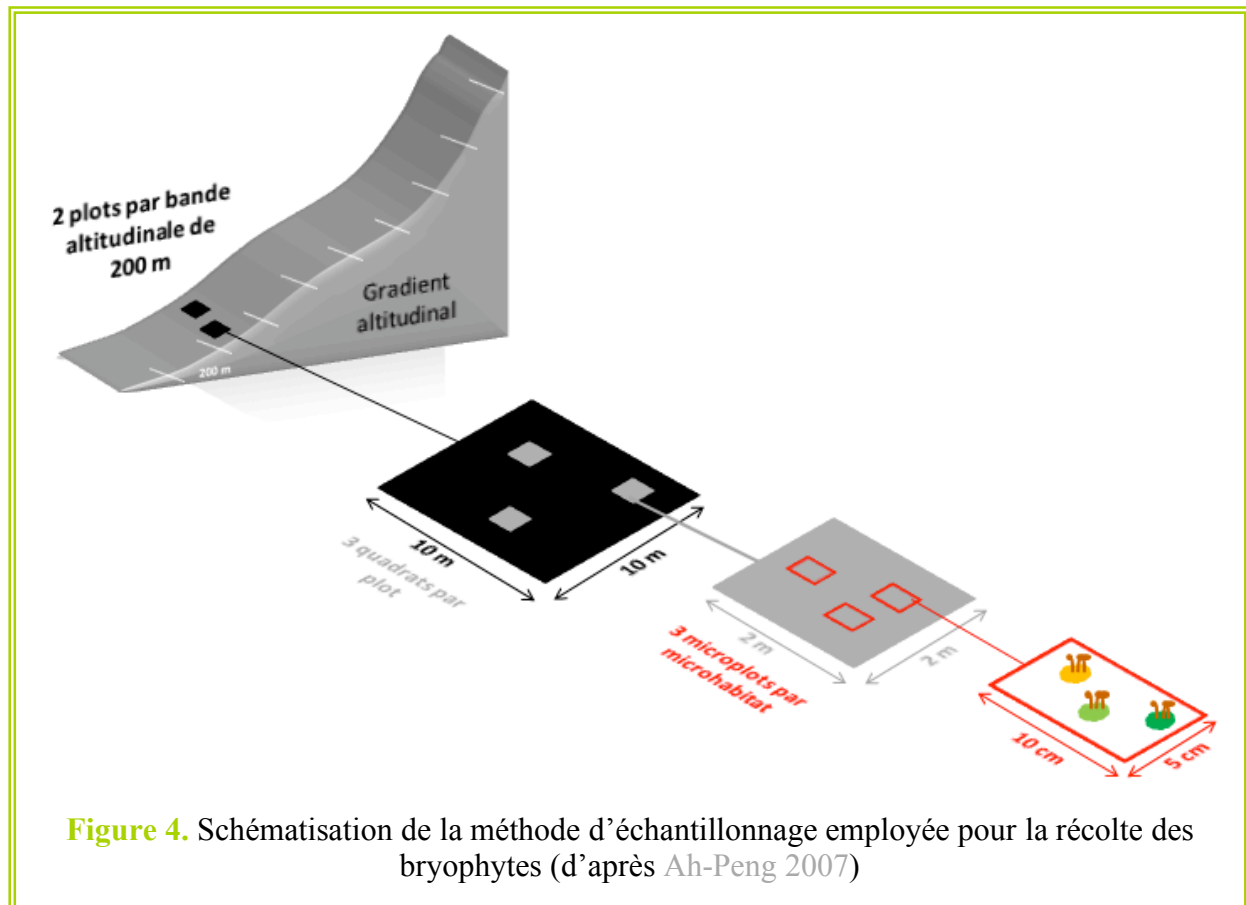 2 plots par bande
altitudinale de
200 m
Gradient
altitudinal
200 m
10 m
10 m
3 quadrats par
plot
2 m
2 m
3 microplots par
microhabitat
10 cm
5 cm
Figure 4. Schématisation de la méthode d’échantillonnage employée pour la récolte des
bryophytes (d’après Ah-Peng 2007)